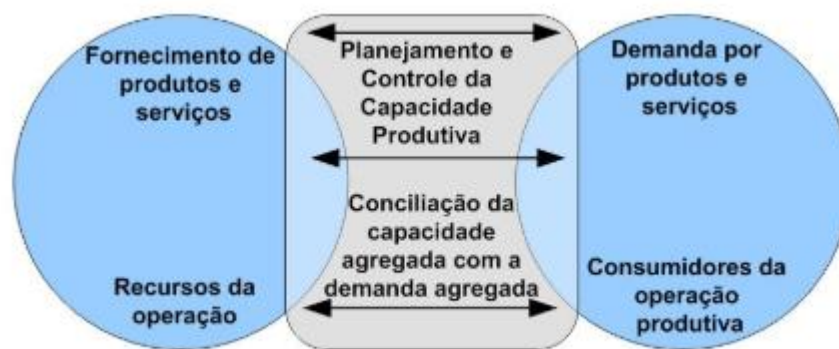 Fornecimento de
produtos e
serviços
Recursos da
operação
Planejamento e
Controle da
Capacidade
Produtiva
Conciliação da
capacidade
agregada com a
demanda agregada
Demanda por
produtos e
serviços
Consumidores da
operação
produtiva